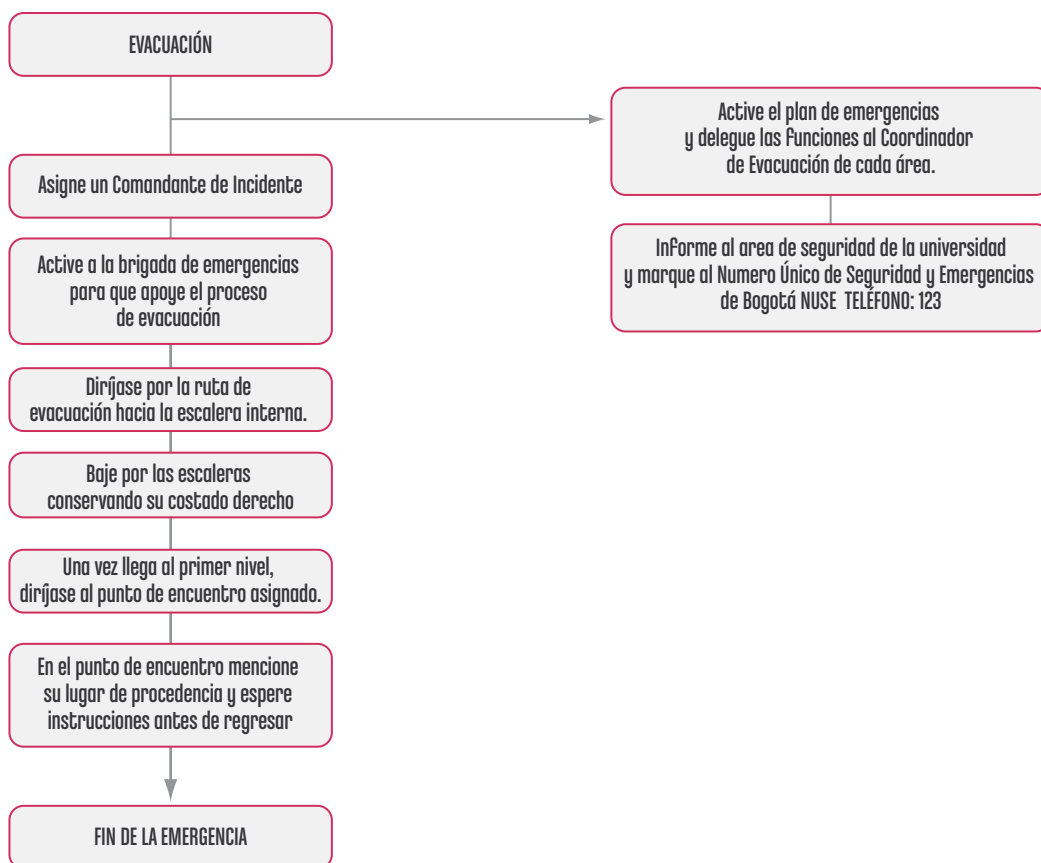 EVACUACIÓN
Active el plan de emergencias
y delegue las funciones al Coordinador
de Evacuación de cada área.
Informe al area de seguridad de la universidad
y marque al Numero Único de Seguridad y Emergencias
de Bogotá NUSE TELÉFONO: 123
Asigne un Comandante de Incidente
Active a la brigada de emergencias
para que apoye el proceso
de evacuación
Diríjase por la ruta de
evacuación hacia la escalera interna.
Baje por las escaleras
conservando su costado derecho
Una vez llega al primer nivel,
diríjase al punto de encuentro asignado.
En el punto de encuentro mencione
su lugar de procedencia y espere
instrucciones antes de regresar
FIN DE LA EMERGENCIA